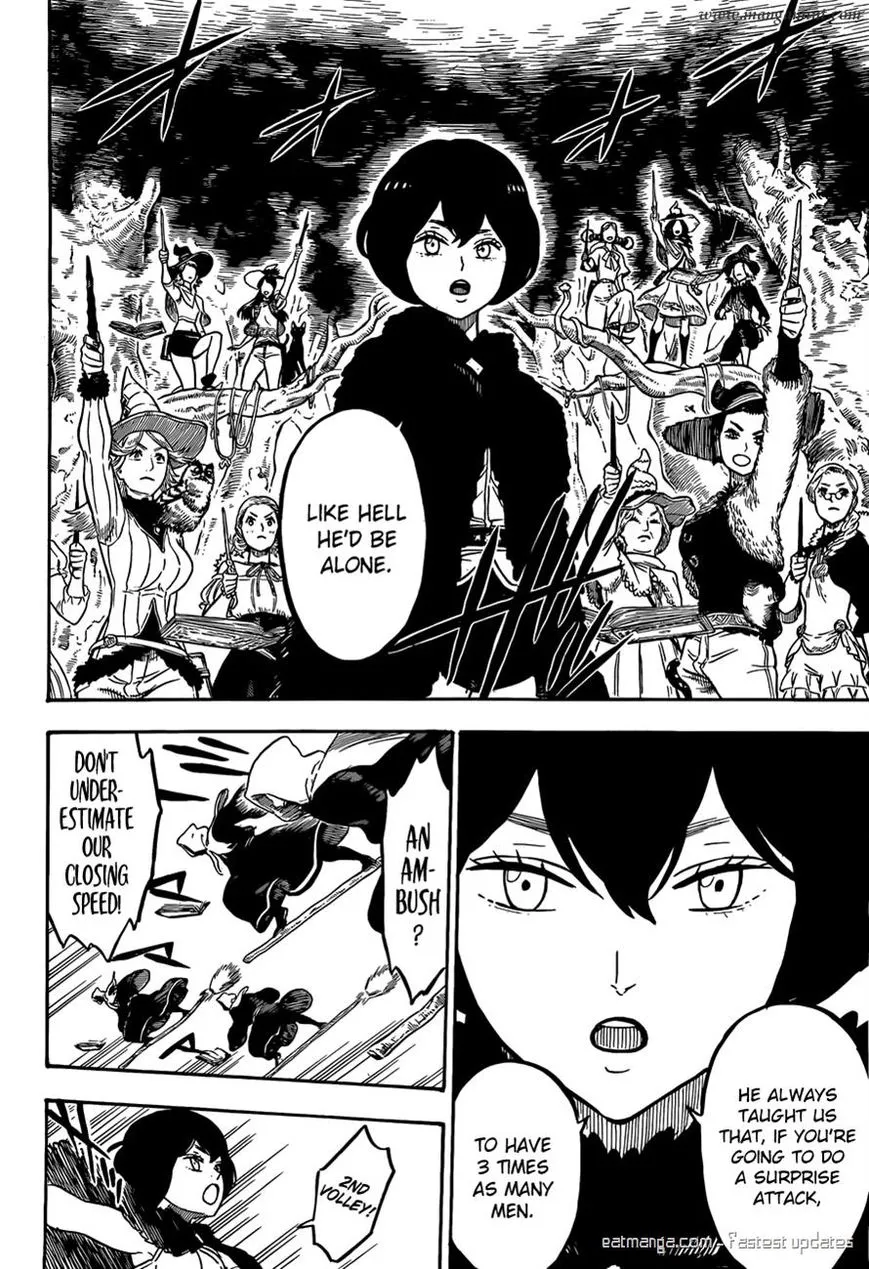 LIKE HELL
HE'D BE
ALONE.
HE ALWAYS
TAUGHT US
THAT, IF YOU'RE
GOING TO DO
A SURPRISE
ATTACK,
TO HAVE
3 TIMES
AS MANY
MEN.
AN
AM-
BUSH
?
DON'T
UNDER-
ESTIMATE
OUR
CLOSING
SPEED!
2ND
VOLLEY!
eatmanga.com - Fastest updates